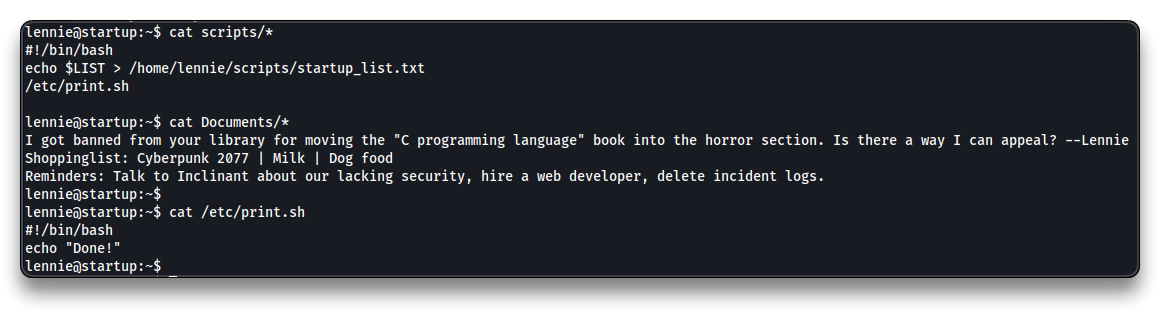 lennie@startup:~$ cat scripts/*
#!/bin/bash
echo $LIST > /home/lennie/scripts/startup_list.txt
/etc/print.sh
lennie@startup:~$ cat Documents/*
I got banned from your library for moving the "C programming language" book into the horror section. Is there a way I can appeal? --Lennie
Shoppinglist: Cyberpunk 2077 | Milk | Dog food
Reminders: Talk to Inclinant about our lacking security, hire a web developer, delete incident logs.
lennie@startup:~$
lennie@startup:~$ cat /etc/print.sh
#!/bin/bash
echo "Done!"
lennie@startup:~$